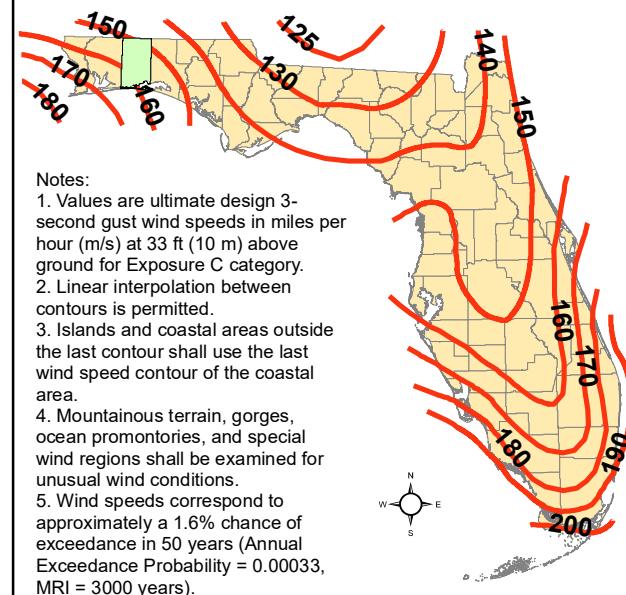 150
125
140
130
170
180
160
150
Notes:
1. Values are ultimate design 3-
second gust wind speeds in miles per
hour (m/s) at 33 ft (10 m) above
ground for Exposure C category.
2. Linear interpolation between
contours is permitted.
3. Islands and coastal areas outside
the last contour shall use the last
wind speed contour of the coastal
area.
4. Mountainous terrain, gorges,
ocean promontories, and special
wind regions shall be examined for
unusual wind conditions.
5. Wind speeds correspond to
approximately a 1.6% chance of
exceedance in 50 years (Annual
Exceedance Probability = 0.00033,
MRI = 3000 years).
160
170
180
190
200
N
W E
S